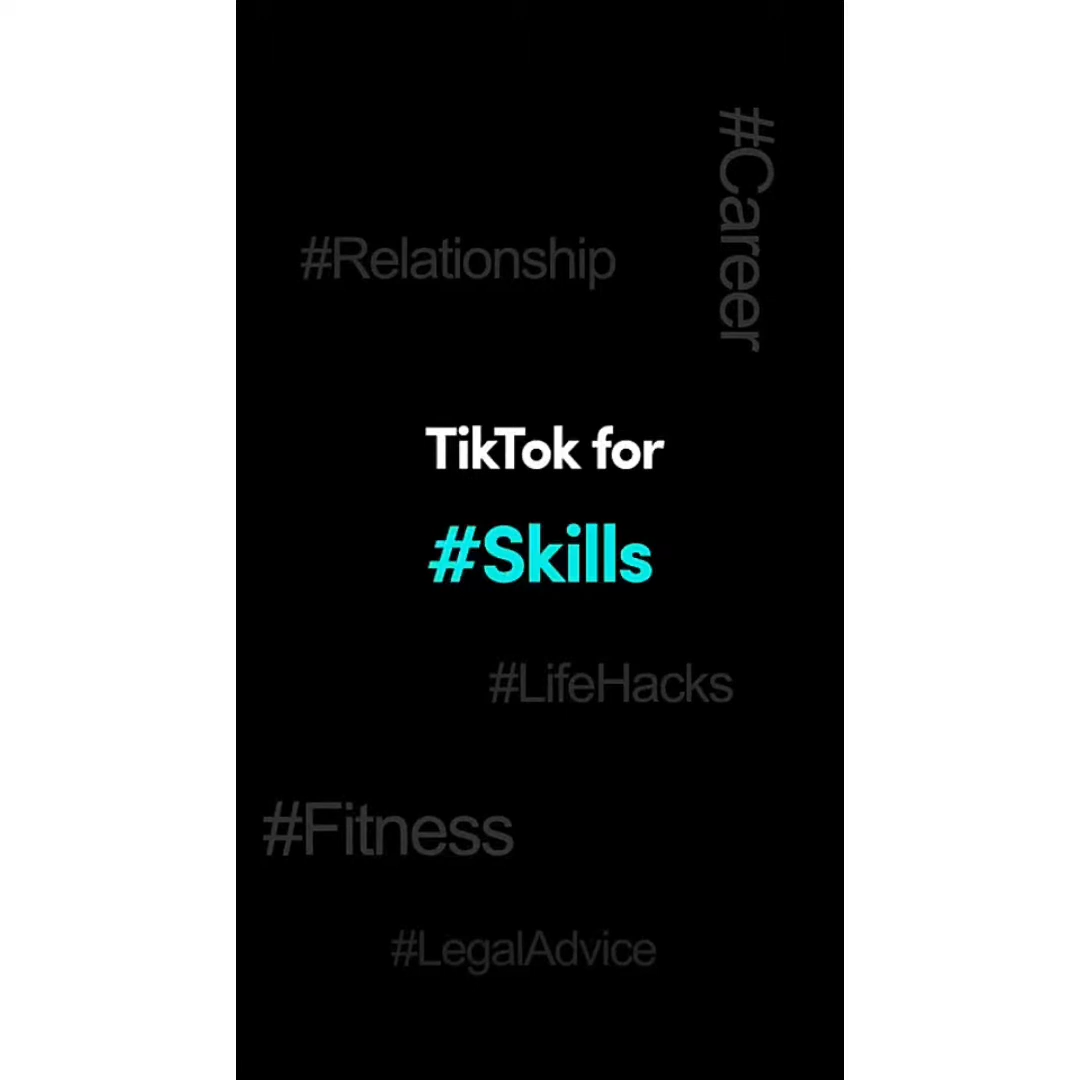 #Career
#Relationship
TikTok for
#Skills
#LifeHacks
#Fitness
#LegalAdvice